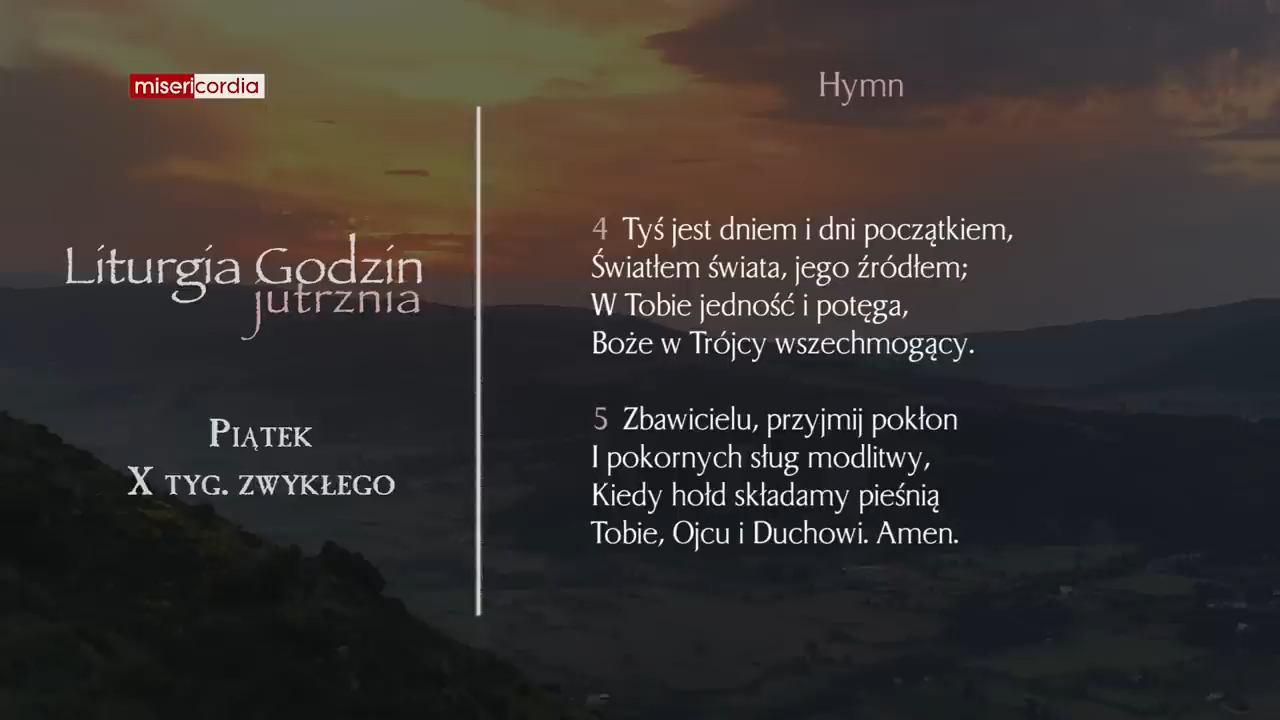 misericordia
Liturgia Godzin
jutrznia
Piątek
X tyg. zwykłego
Hymn
4 Tyś jest dniem i dni początkiem,
Światłem świata, jego źródłem;
W Tobie jedność i potęga,
Boże w Trójcy wszechmogący.
5 Zbawicielu, przyjmij pokłon
I pokornych sług modlitwy,
Kiedy hołd składamy pieśnią
Tobie, Ojcu i Duchowi. Amen.